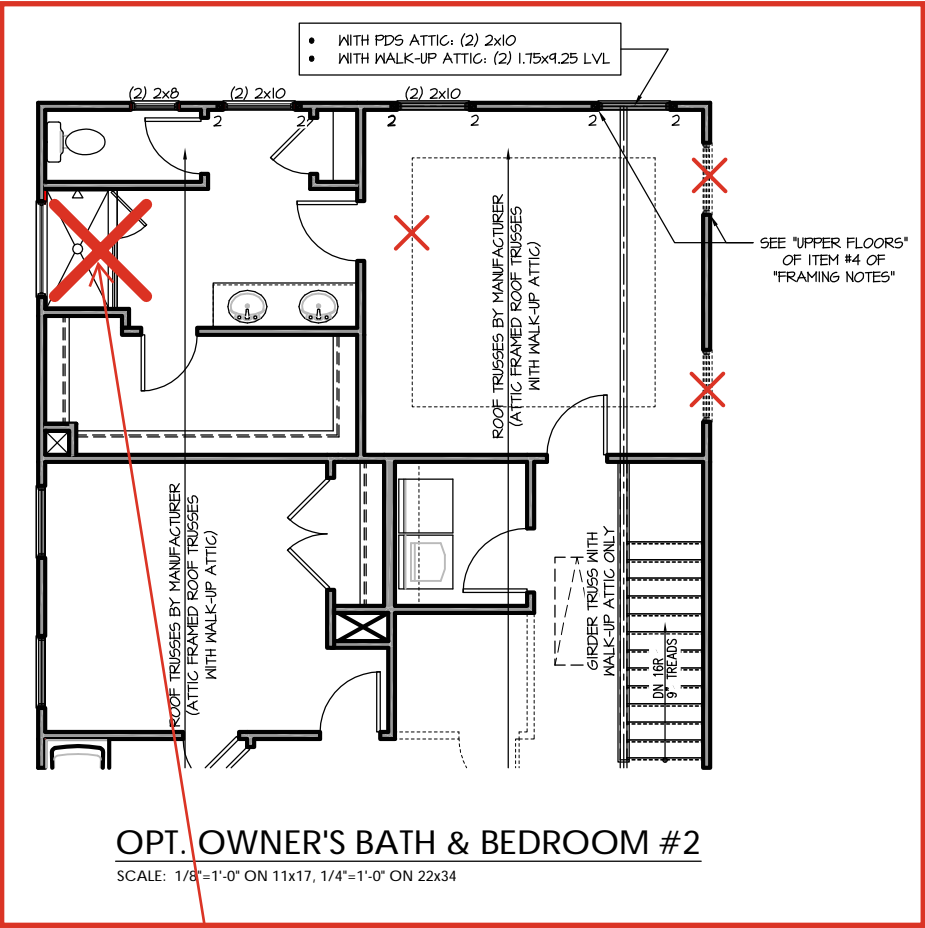 • WITH PDS ATTIC: (2) 2x10
• WITH WALK-UP ATTIC: (2) 1.75x9.25 LVL
(2) 2x8
(2) 2x10
(2) 2x10
2
2
2
2
2
2
SEE "UPPER FLOORS"
OF ITEM #4 OF
"FRAMING NOTES"
ROOF TRUSSES BY MANUFACTURER
(ATTIC FRAMED ROOF TRUSSES
WITH WALK-UP ATTIC)
ROOF TRUSSES BY MANUFACTURER
(ATTIC FRAMED ROOF TRUSSES
WITH WALK-UP ATTIC)
GIRDER TRUSS WITH
WALK-UP ATTIC ONLY
DN 16R
9" TREADS
OPT. OWNER'S BATH & BEDROOM #2
SCALE: 1/8"=1'-0" ON 11x17, 1/4"=1'-0" ON 22x34